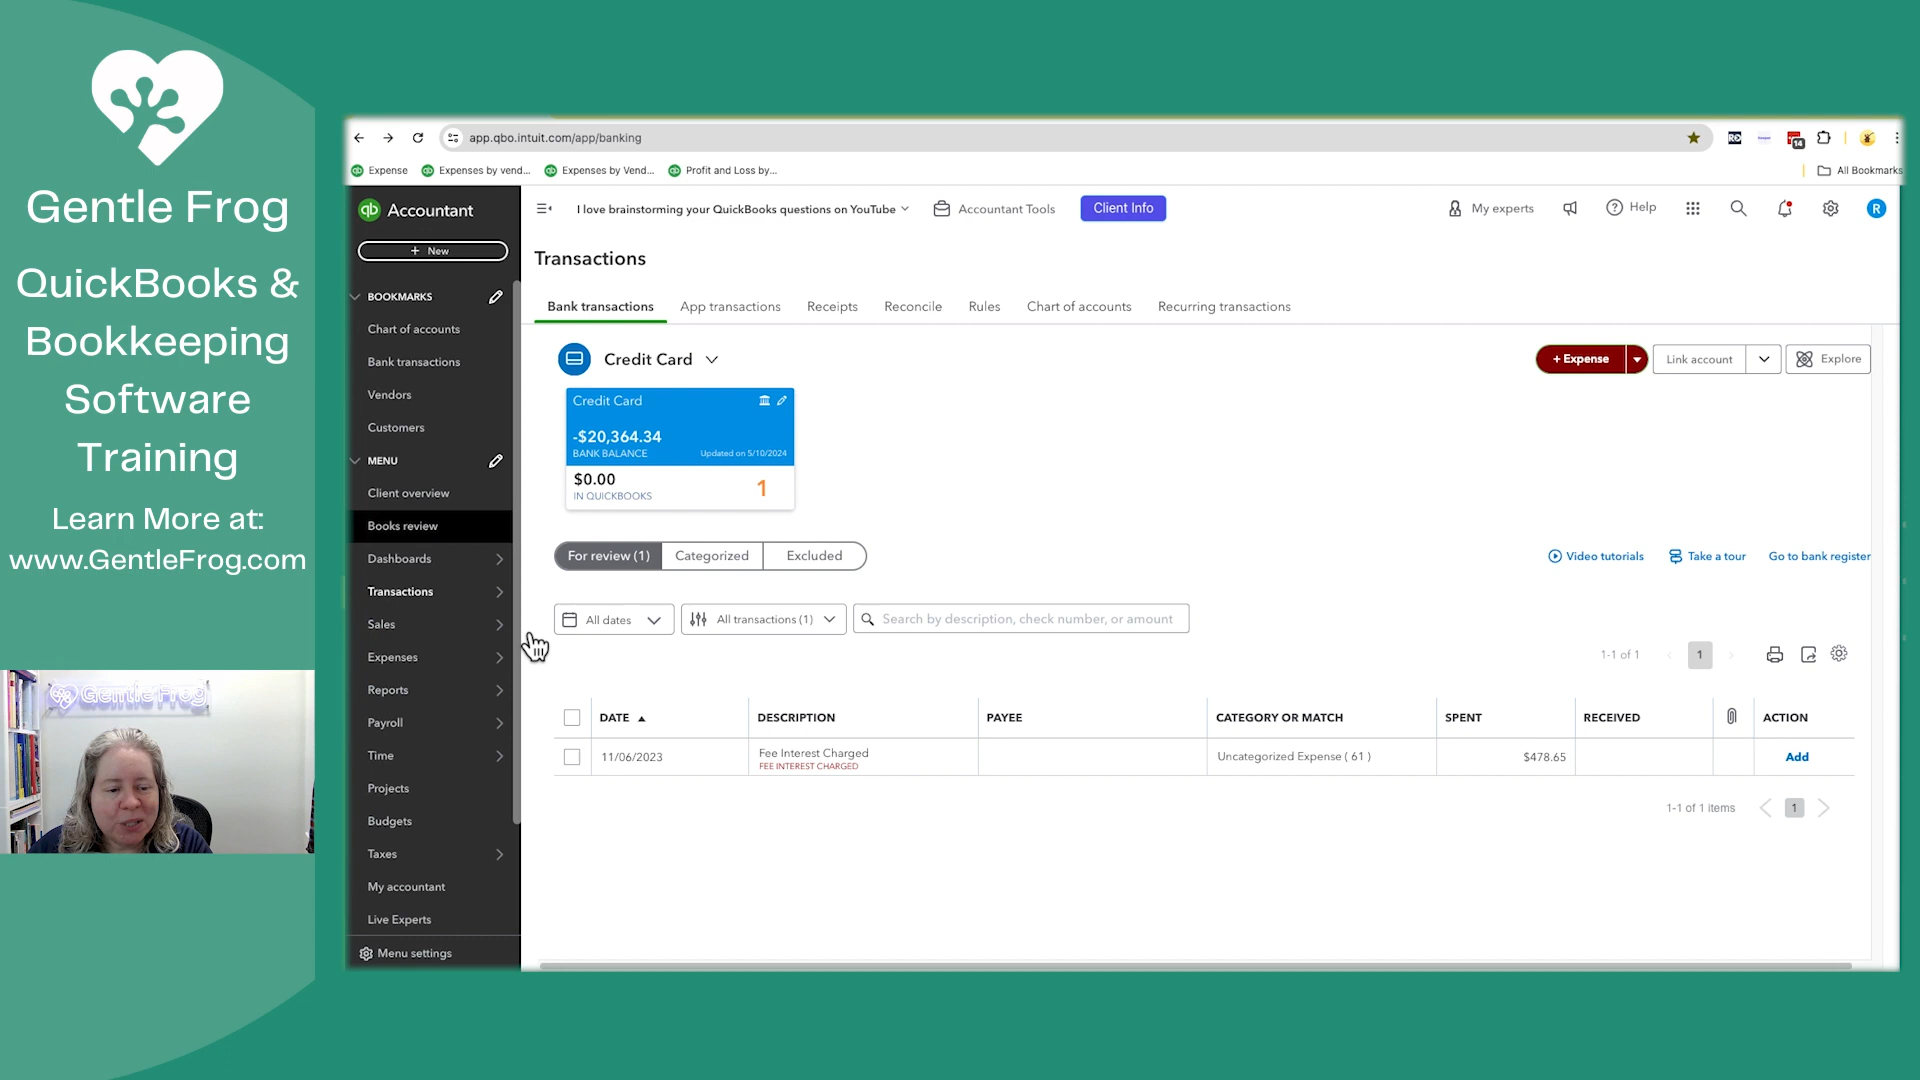 Gentle Frog
QuickBooks &
Bookkeeping
Software
Training
Learn More at:
www.GentleFrog.com
Gentle Frog
app.qbo.intuit.com/app/banking
14
Expense
Expenses by vend...
Expenses by Vend...
Profit and Loss by...
All Bookmarks
qb Accountant
+ New
BOOKMARKS
Chart of accounts
Bank transactions
Vendors
Customers
MENU
Client overview
Books review
Dashboards
Transactions
Sales
Expenses
Reports
Payroll
Time
Projects
Budgets
Taxes
My accountant
Live Experts
Menu settings
I love brainstorming your QuickBooks questions on YouTube
Accountant Tools
Client Info
My experts
Help
R
Transactions
Bank transactions
App transactions
Receipts
Reconcile
Rules
Chart of accounts
Recurring transactions
Credit Card
+ Expense
Link account
Explore
Credit Card
-$20,364.34
BANK BALANCE
Updated on 5/10/2024
$0.00
IN QUICKBOOKS
1
For review (1)
Categorized
Excluded
Video tutorials
Take a tour
Go to bank register
All dates
All transactions (1)
Search by description, check number, or amount
1-1 of 1
1
DATE
DESCRIPTION
PAYEE
CATEGORY OR MATCH
SPENT
RECEIVED
ACTION
11/06/2023
Fee Interest Charged
FEE INTEREST CHARGED
Uncategorized Expense ( 61 )
$478.65
Add
1-1 of 1 items
1